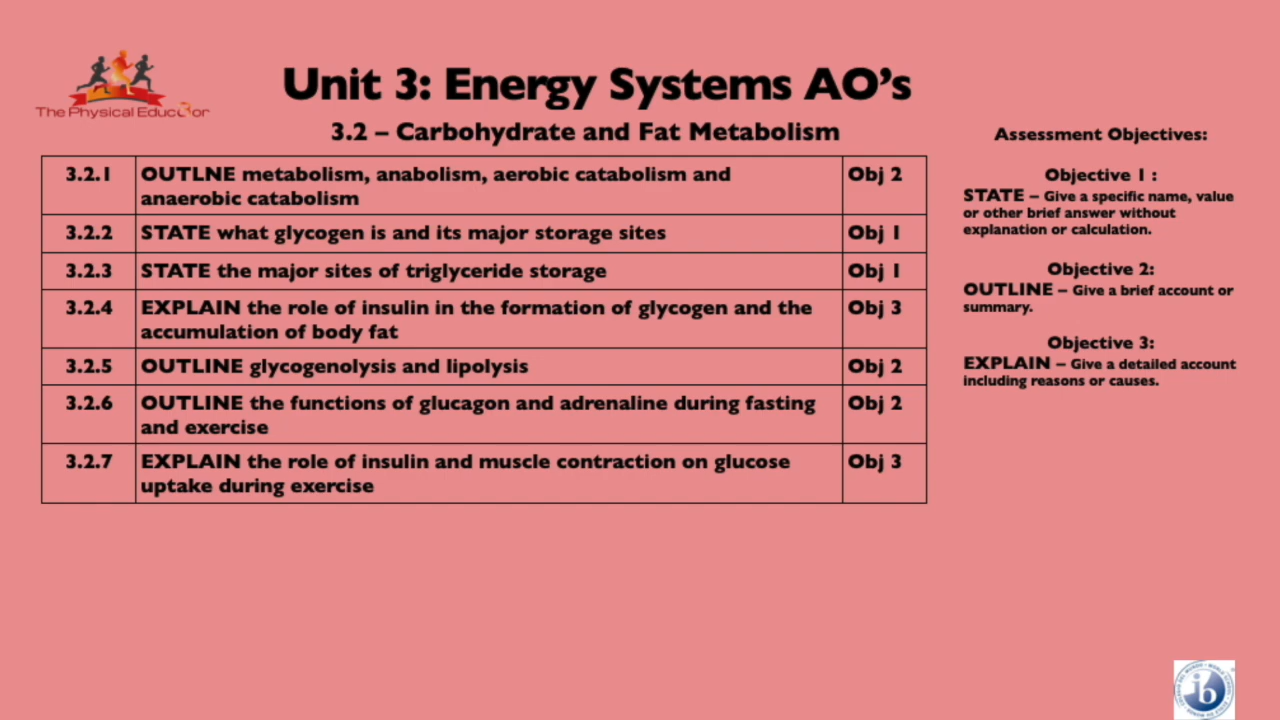 The Physical Educ3or
Unit 3: Energy Systems AO's
3.2 – Carbohydrate and Fat Metabolism
3.2.1 OUTLNE metabolism, anabolism, aerobic catabolism and Obj 2
anaerobic catabolism
3.2.2 STATE what glycogen is and its major storage sites Obj 1
3.2.3 STATE the major sites of triglyceride storage Obj 1
3.2.4 EXPLAIN the role of insulin in the formation of glycogen and the Obj 3
accumulation of body fat
3.2.5 OUTLINE glycogenolysis and lipolysis Obj 2
3.2.6 OUTLINE the functions of glucagon and adrenaline during fasting Obj 2
and exercise
3.2.7 EXPLAIN the role of insulin and muscle contraction on glucose Obj 3
uptake during exercise
Assessment Objectives:
Objective 1 :
STATE – Give a specific name, value
or other brief answer without
explanation or calculation.
Objective 2:
OUTLINE – Give a brief account or
summary.
Objective 3:
EXPLAIN – Give a detailed account
including reasons or causes.
ib